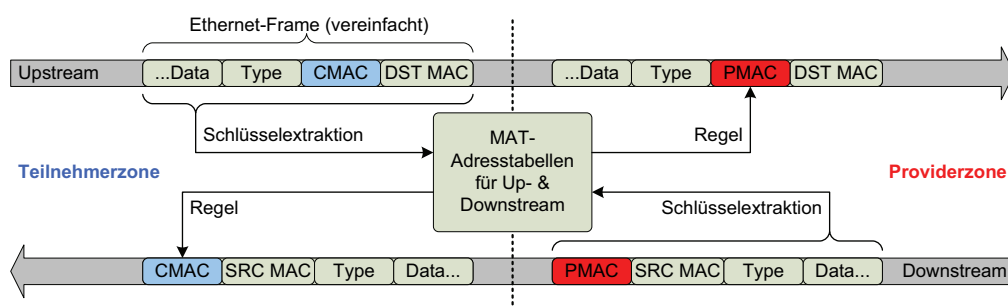 Ethernet-Frame (vereinfacht)
Upstream ...Data Type CMAC DST MAC ...Data Type PMAC DST MAC
Schlüsselextraktion
MAT-
Adresstabellen
für Up- &
Downstream
Regel
Teilnehmerzone
Providerzone
Regel
Schlüsselextraktion
CMAC SRC MAC Type Data... PMAC SRC MAC Type Data... Downstream